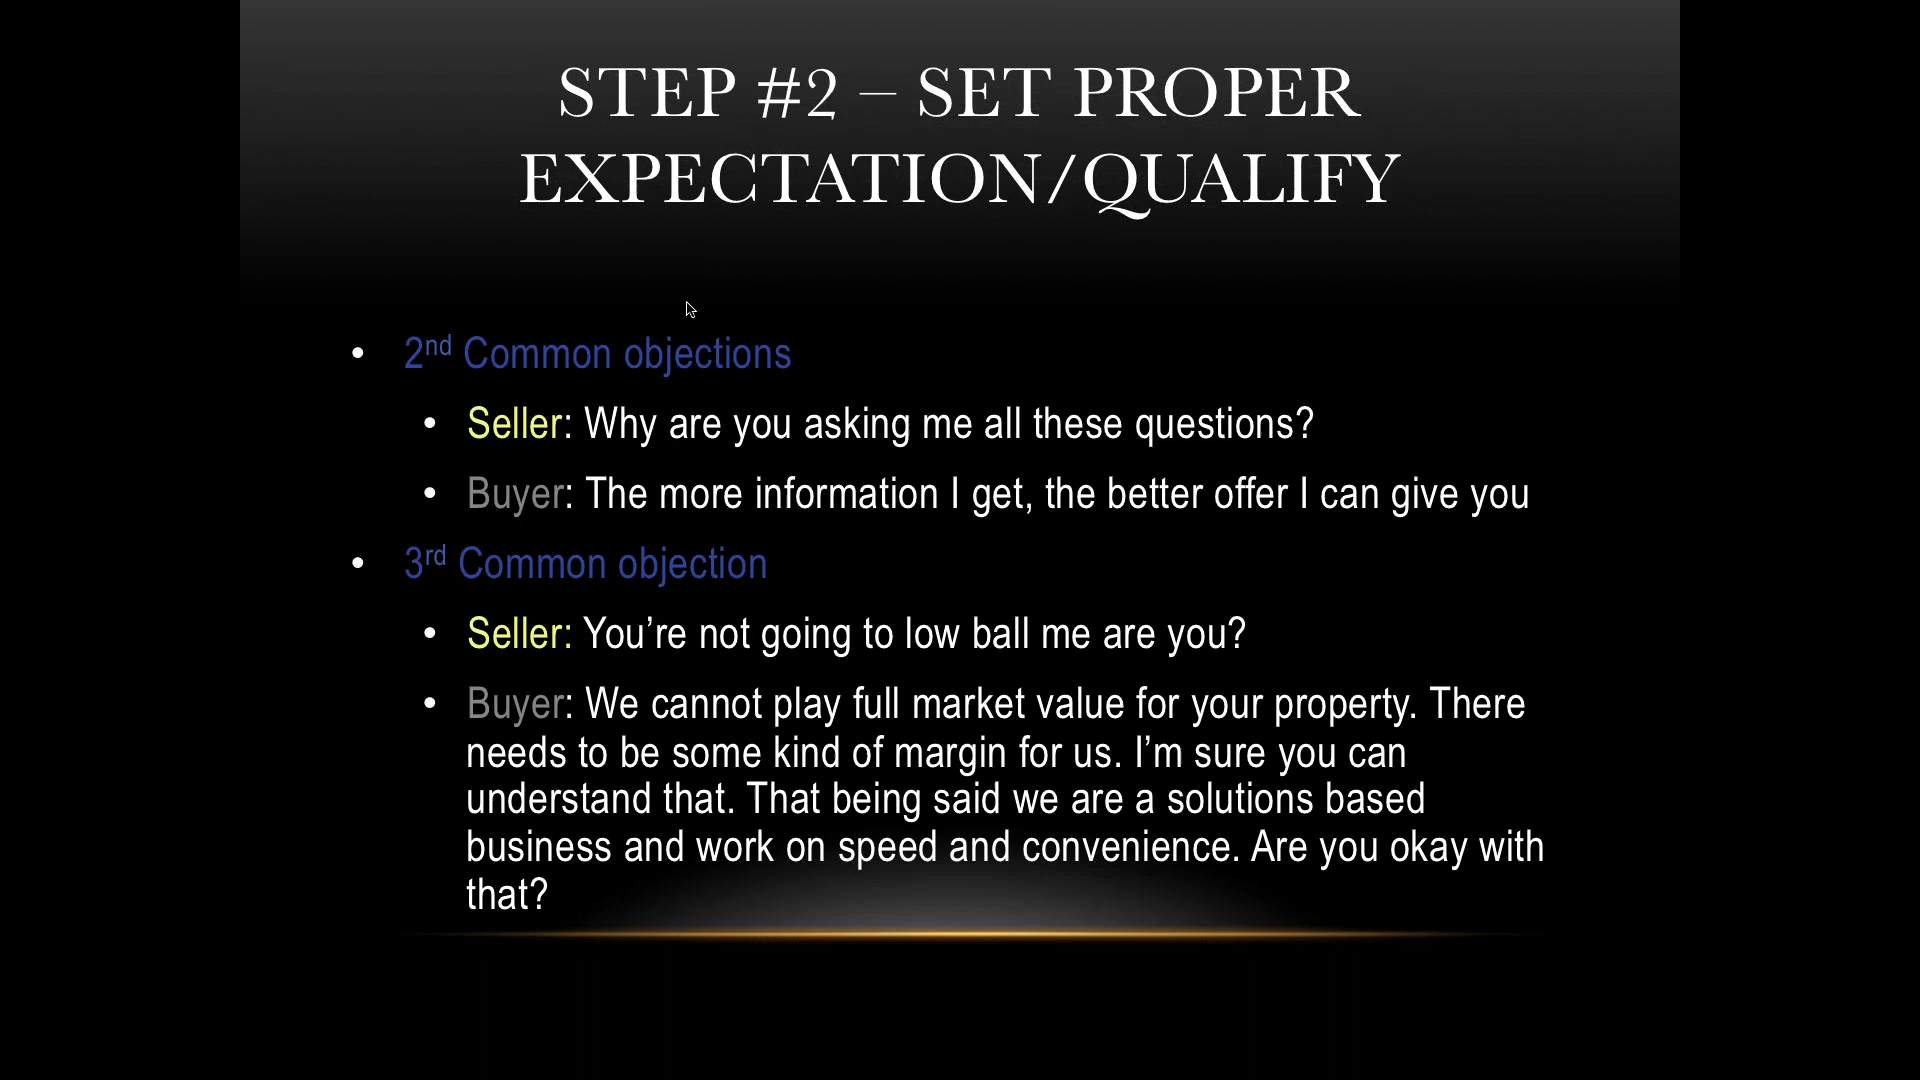 STEP #2 – SET PROPER
EXPECTATION/QUALIFY
• 2nd Common objections
• Seller: Why are you asking me all these questions?
• Buyer: The more information I get, the better offer I can give you
• 3rd Common objection
• Seller: You’re not going to low ball me are you?
• Buyer: We cannot play full market value for your property. There
needs to be some kind of margin for us. I’m sure you can
understand that. That being said we are a solutions based
business and work on speed and convenience. Are you okay with
that?